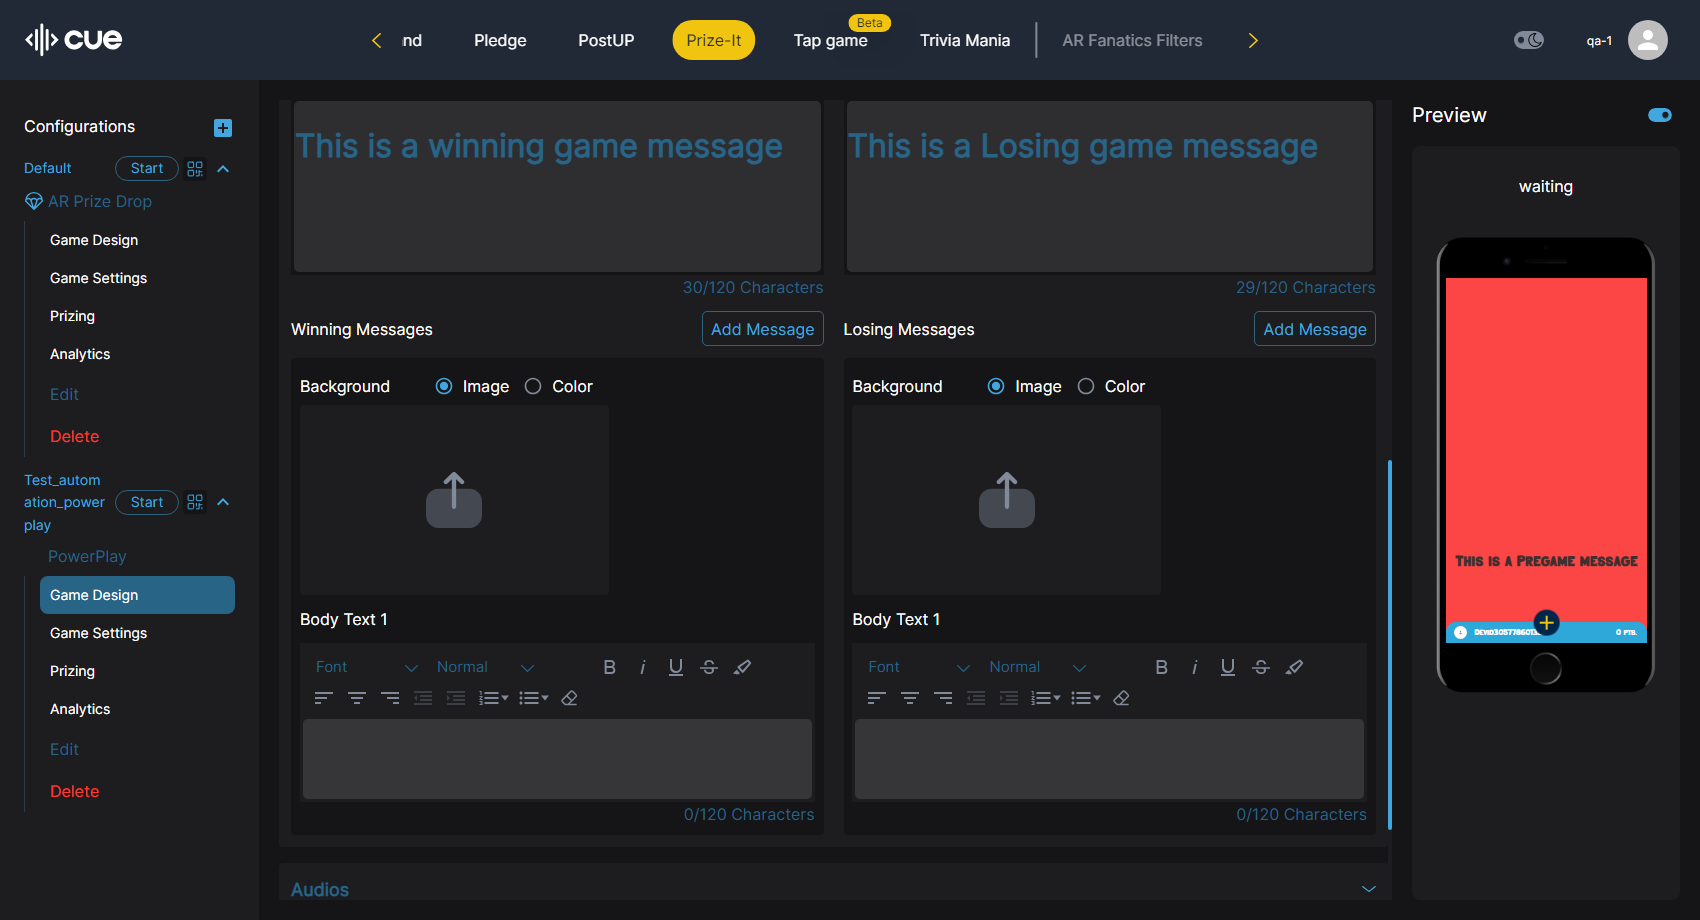 cue
nd
Pledge
PostUP
Prize-It
Beta
Tap game
Trivia Mania
AR Fanatics Filters
qa-1
Configurations
Default
Start
AR Prize Drop
Game Design
Game Settings
Prizing
Analytics
Edit
Delete
Test_autom
ation_power
play
Start
PowerPlay
Game Design
Game Settings
Prizing
Analytics
Edit
Delete
This is a winning game message
30/120 Characters
This is a Losing game message
29/120 Characters
Winning Messages
Add Message
Losing Messages
Add Message
Background
Image
Color
Background
Image
Color
Body Text 1
Body Text 1
Font
Normal
B i U S
Font
Normal
B i U S
0/120 Characters
0/120 Characters
Audios
Preview
waiting
This is a Pregame message
0 PTS.